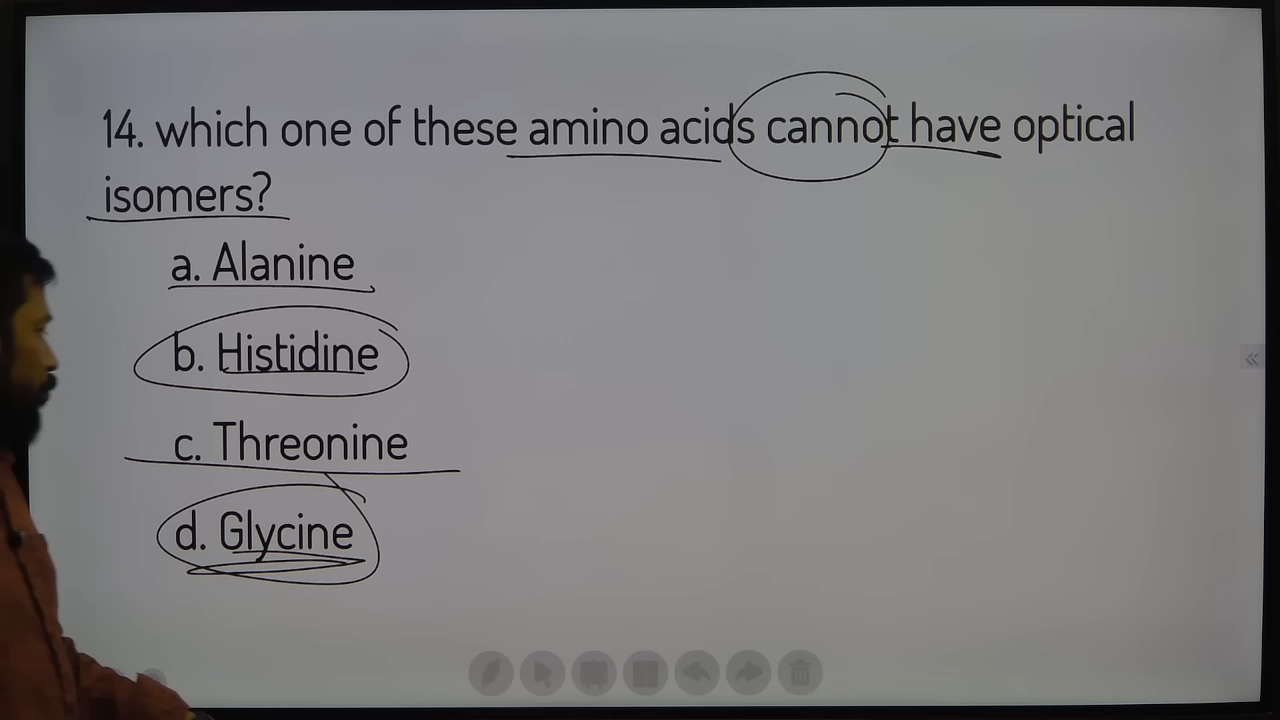 14. which one of these amino acids cannot have optical
isomers?
a. Alanine
b. Histidine
c. Threonine
d. Glycine